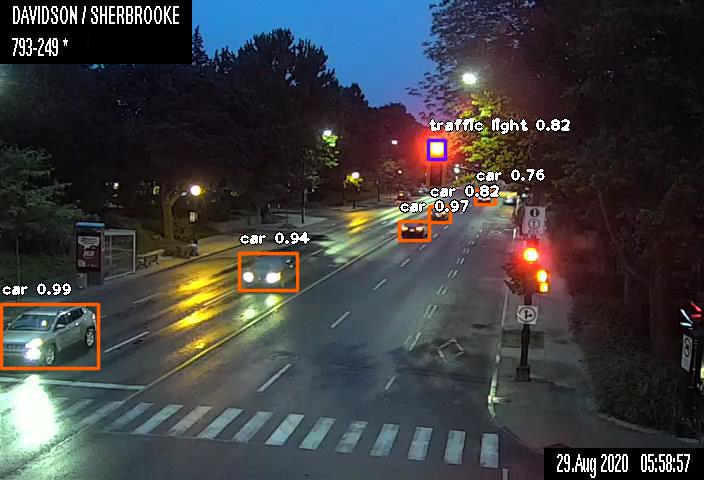 DAVIDSON / SHERBROOKE
793-249 *
traffic light 0.82
car 0.76
car 0.82
car 0.97
car 0.94
car 0.99
29.Aug 2020 05:58:57